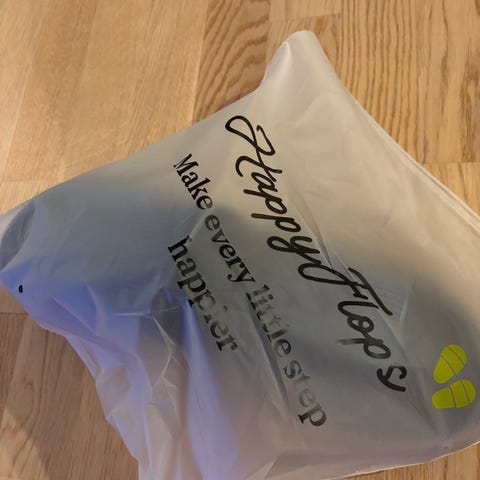 HappyFlops
Make every little step
happier